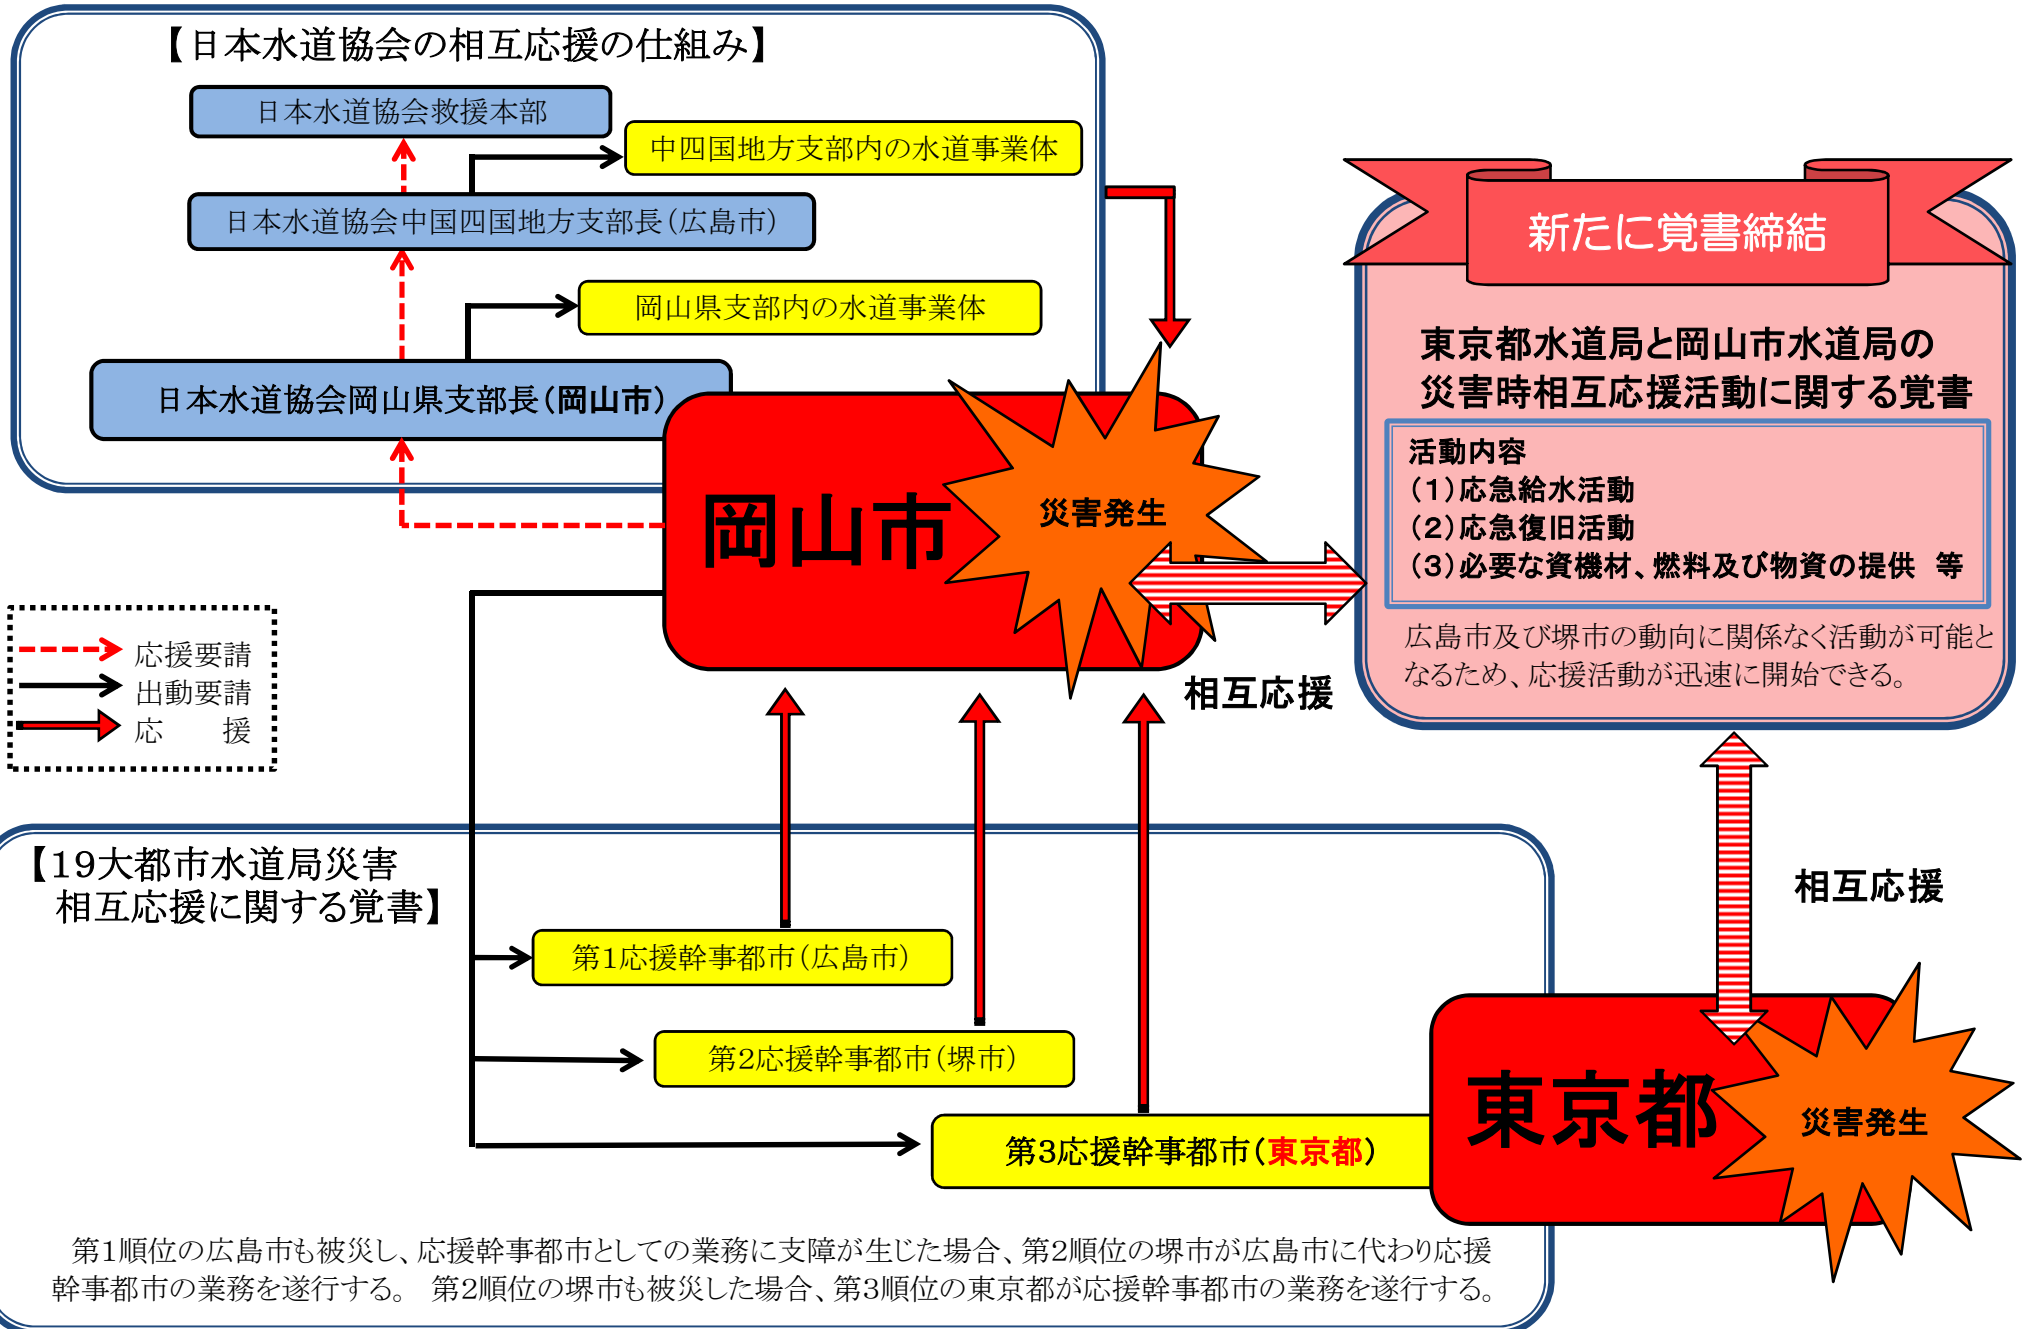 【日本水道協会の相互応援の仕組み】
日本水道協会救援本部
中四国地方支部内の水道事業体
日本水道協会中国四国地方支部長（広島市）
岡山県支部内の水道事業体
日本水道協会岡山県支部長（岡山市）
岡山市
災害発生
新たに覚書締結
東京都水道局と岡山市水道局の
災害時相互応援活動に関する覚書
活動内容
（１）応急給水活動
（２）応急復旧活動
（３）必要な資機材、燃料及び物資の提供　等
広島市及び堺市の動向に関係なく活動が可能と
なるため、応援活動が迅速に開始できる。
相互応援
応援要請
出動要請
応　　援
【１９大都市水道局災害
相互応援に関する覚書】
相互応援
第１応援幹事都市（広島市）
第２応援幹事都市（堺市）
第３応援幹事都市（東京都）
東京都
災害発生
第１順位の広島市も被災し、応援幹事都市としての業務に支障が生じた場合、第２順位の堺市が広島市に代わり応援
幹事都市の業務を遂行する。　第２順位の堺市も被災した場合、第３順位の東京都が応援幹事都市の業務を遂行する。